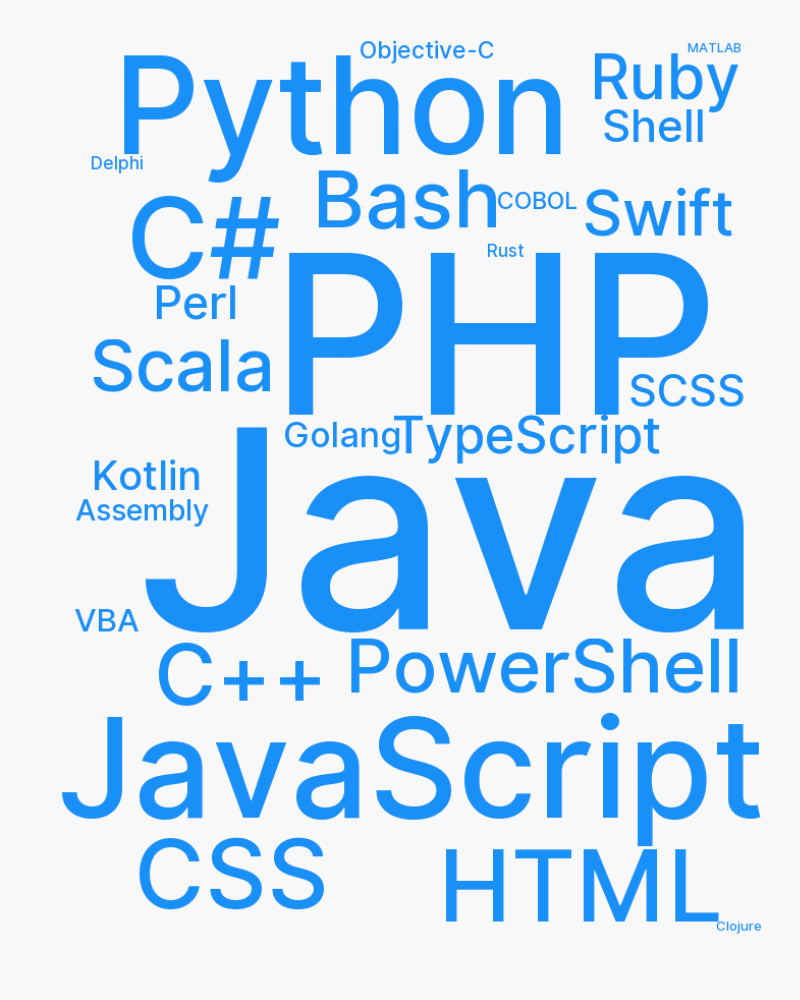 Objective-C
MATLAB
Python
Ruby
Shell
Delphi
Bash
COBOL
Swift
C#
Rust
PHP
Perl
Scala
SCSS
Golang
TypeScript
Java
Kotlin
Assembly
VBA
C++
PowerShell
JavaScript
CSS
HTML
Clojure